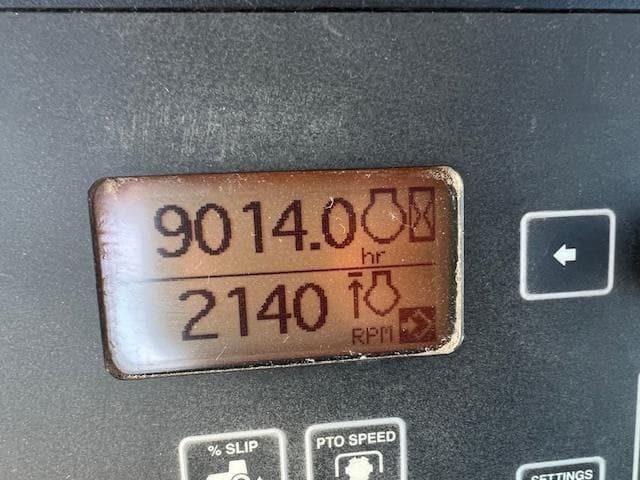 9014.0
hr
2140
RPM
% SLIP
PTO SPEED
SETTINGS